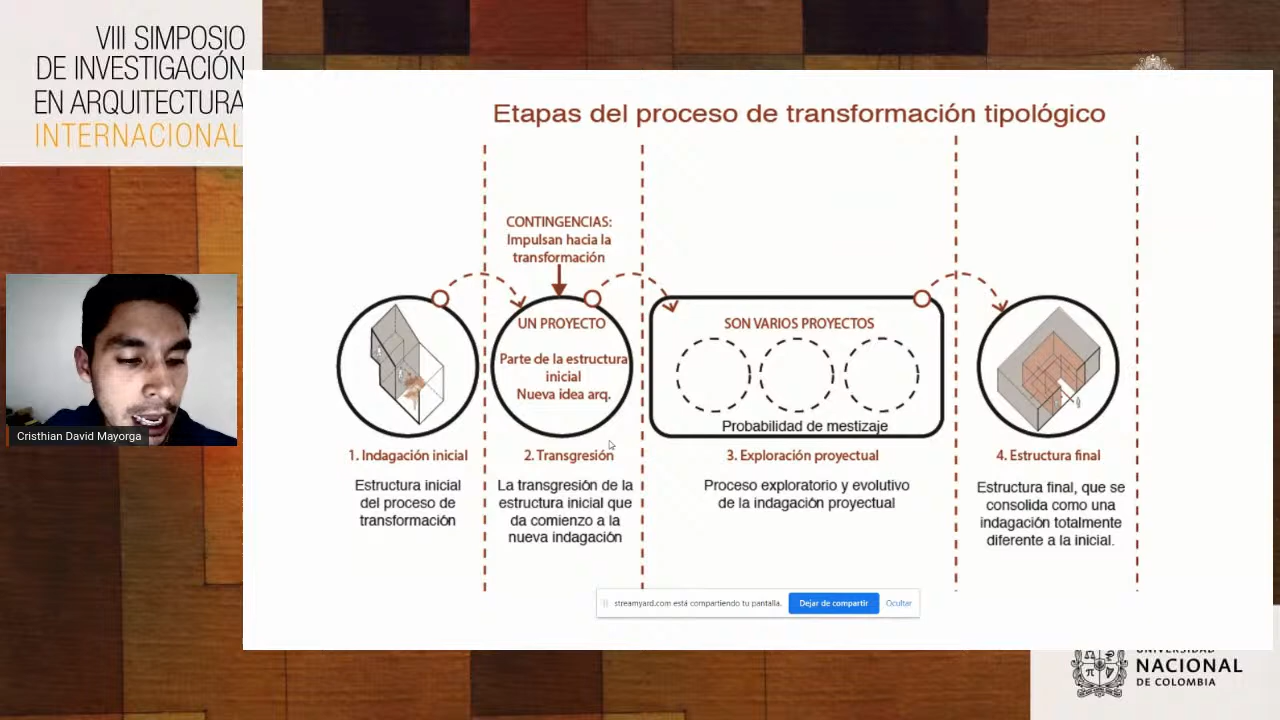 VIII SIMPOSIO
DE INVESTIGACIÓN
EN ARQUITECTURA
INTERNACIONAL
Etapas del proceso de transformación tipológico
CONTINGENCIAS:
Impulsan hacia la
transformación
UN PROYECTO
Parte de la estructura
inicial
Nueva idea arq.
SON VARIOS PROYECTOS
Probabilidad de mestizaje
1. Indagación inicial
Estructura inicial
del proceso de
transformación
2. Transgresión
La transgresión de la
estructura inicial que
da comienzo a la
nueva indagación
3. Exploración proyectual
Proceso exploratorio y evolutivo
de la indagación proyectual
4. Estructura final
Estructura final, que se
consolida como una
indagación totalmente
diferente a la inicial.
Cristhian David Mayorga
streamyard.com está compartiendo tu pantalla.
Dejar de compartir
Ocultar
UNIVERSIDAD
NACIONAL
DE COLOMBIA